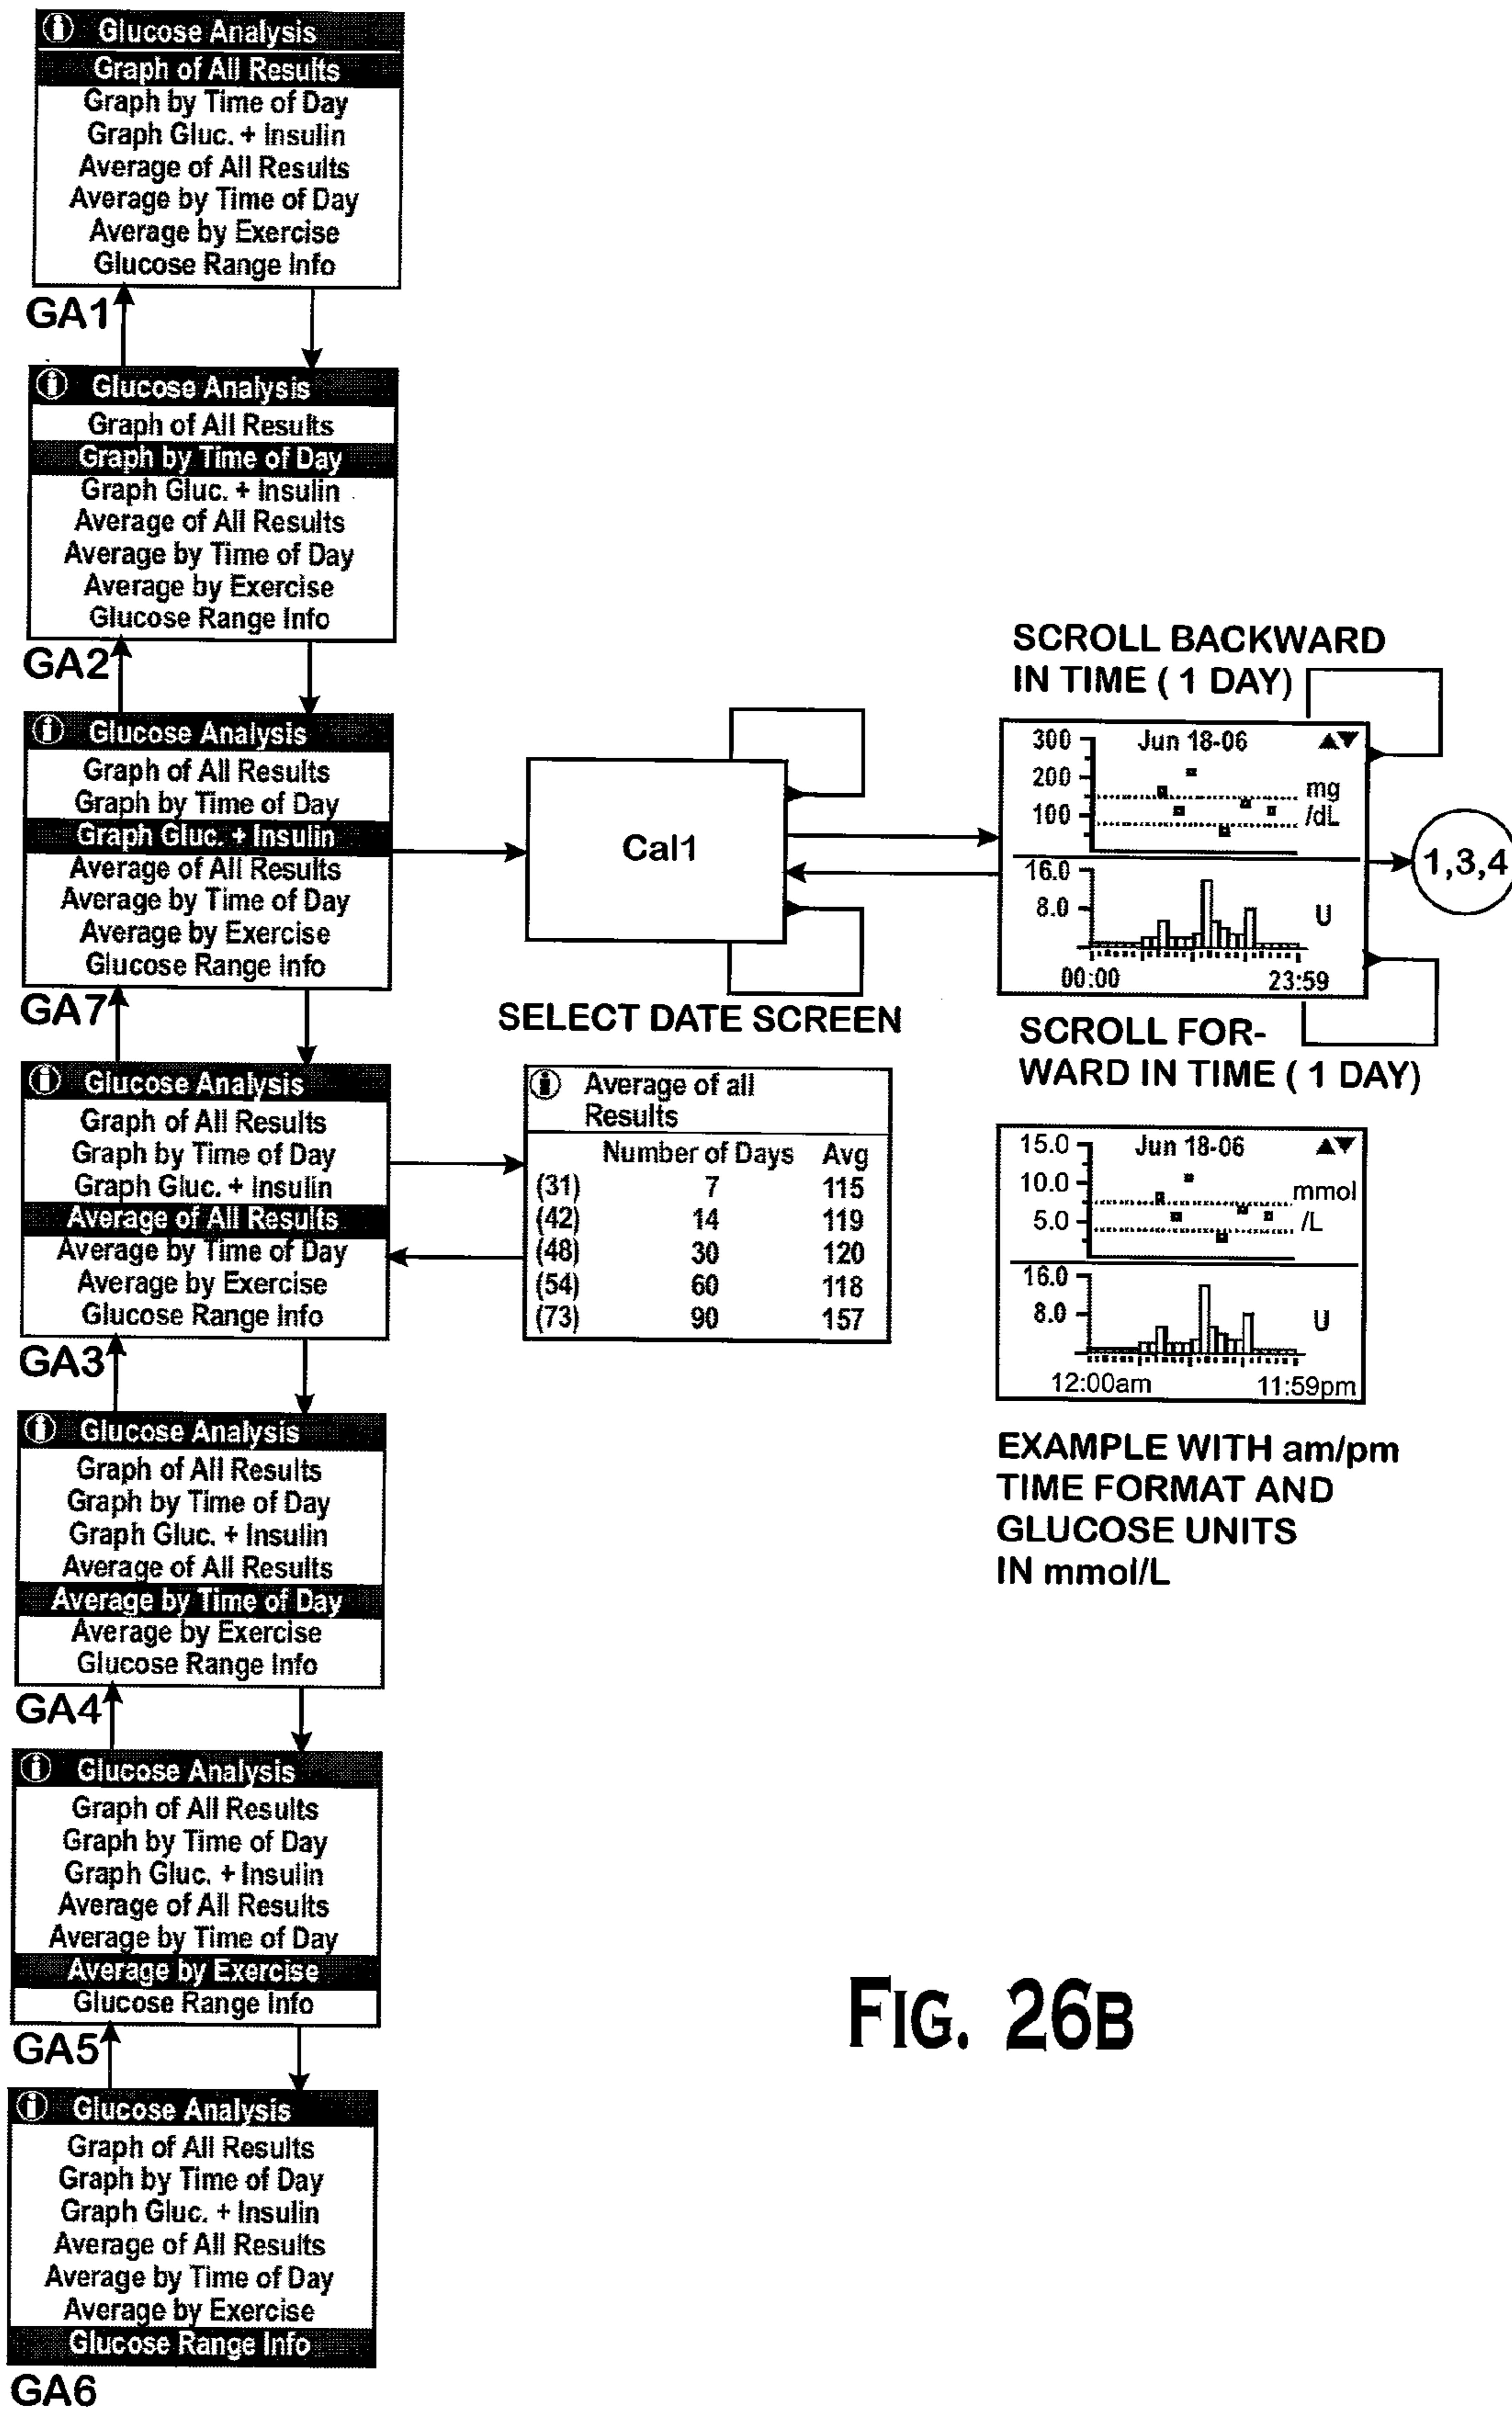 Glucose Analysis
Graph of All Results
Graph by Time of Day
Graph Gluc. + Insulin
Average of All Results
Average by Time of Day
Average by Exercise
Glucose Range Info
GA1
Glucose Analysis
Graph of All Results
Graph by Time of Day
Graph Gluc. + Insulin
Average of All Results
Average by Time of Day
Average by Exercise
Glucose Range Info
GA2
Glucose Analysis
Graph of All Results
Graph by Time of Day
Graph Gluc. + Insulin
Average of All Results
Average by Time of Day
Average by Exercise
Glucose Range Info
GA7
Cal1
SELECT DATE SCREEN
SCROLL BACKWARD
IN TIME ( 1 DAY)
300 Jun 18-06
200 mg
100 /dL
16.0
8.0 U
00:00 23:59
1,3,4
SCROLL FOR-
WARD IN TIME ( 1 DAY)
Glucose Analysis
Graph of All Results
Graph by Time of Day
Graph Gluc. + Insulin
Average of All Results
Average by Time of Day
Average by Exercise
Glucose Range Info
GA3
Average of all
Results
Number of Days Avg
(31) 7 115
(42) 14 119
(48) 30 120
(54) 60 118
(73) 90 157
15.0 Jun 18-06
10.0 mmol
5.0 /L
16.0
8.0 U
12:00am 11:59pm
EXAMPLE WITH am/pm
TIME FORMAT AND
GLUCOSE UNITS
IN mmol/L
Glucose Analysis
Graph of All Results
Graph by Time of Day
Graph Gluc. + Insulin
Average of All Results
Average by Time of Day
Average by Exercise
Glucose Range Info
GA4
Glucose Analysis
Graph of All Results
Graph by Time of Day
Graph Gluc. + Insulin
Average of All Results
Average by Time of Day
Average by Exercise
Glucose Range Info
GA5
Glucose Analysis
Graph of All Results
Graph by Time of Day
Graph Gluc. + Insulin
Average of All Results
Average by Time of Day
Average by Exercise
Glucose Range Info
GA6
FIG. 26B